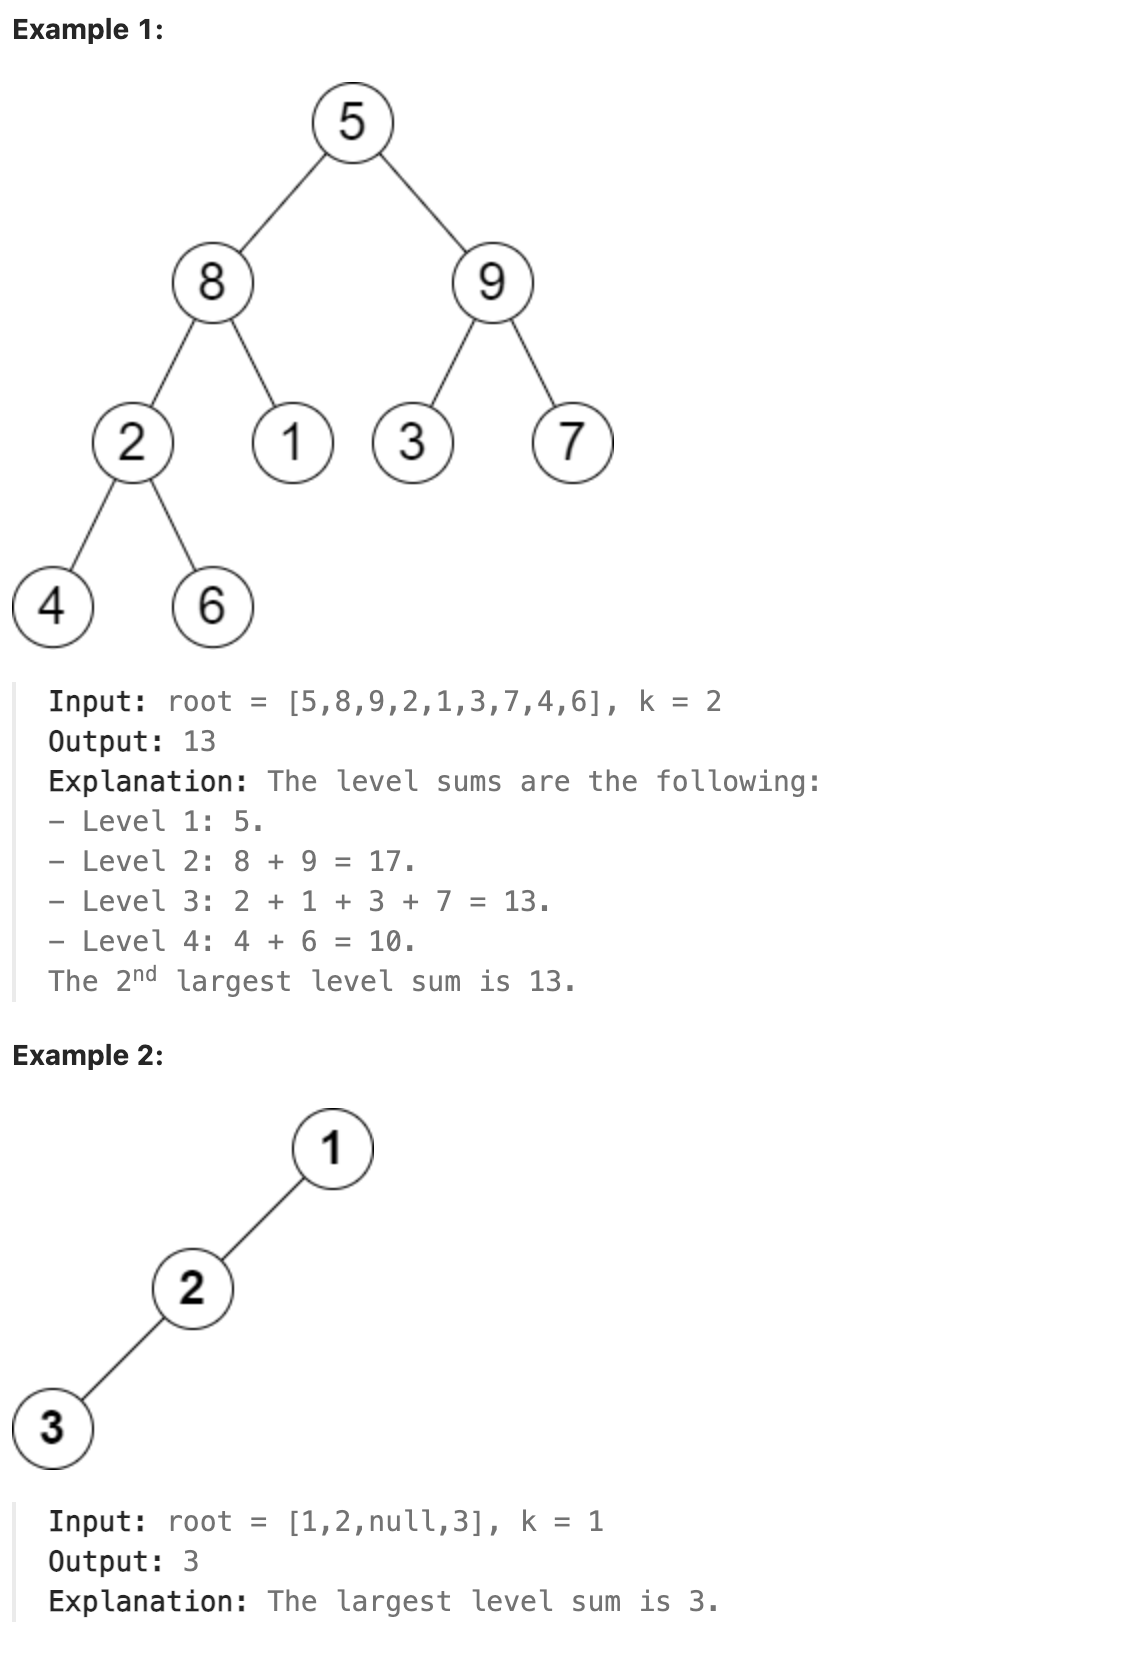 Example 1:
5
8 9
2 1 3 7
4 6
Input: root = [5,8,9,2,1,3,7,4,6], k = 2
Output: 13
Explanation: The level sums are the following:
- Level 1: 5.
- Level 2: 8 + 9 = 17.
- Level 3: 2 + 1 + 3 + 7 = 13.
- Level 4: 4 + 6 = 10.
The 2nd largest level sum is 13.
Example 2:
1
2
3
Input: root = [1,2,null,3], k = 1
Output: 3
Explanation: The largest level sum is 3.